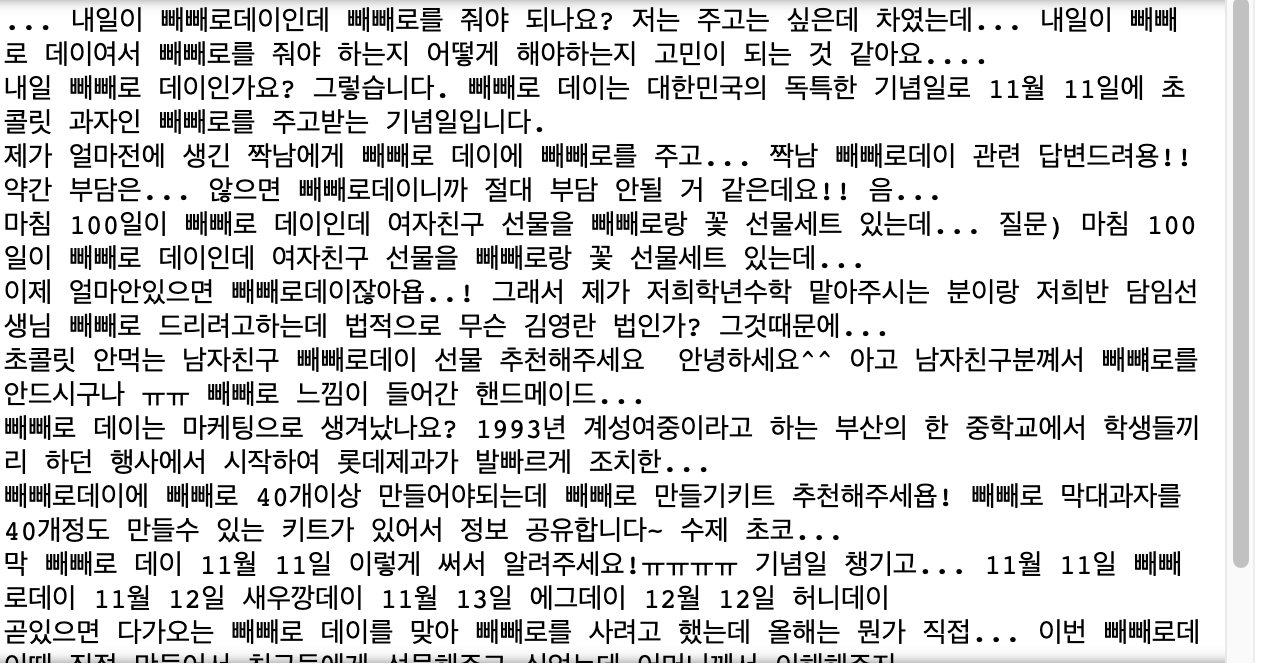 ... 내일이 빼빼로데이인데 빼빼로를 줘야 되나요? 저는 주고는 싶은데 차였는데... 내일이 빼빼
로 데이여서 빼빼로를 줘야 하는지 어떻게 해야하는지 고민이 되는 것 같아요....
내일 빼빼로 데이인가요? 그렇습니다. 빼빼로 데이는 대한민국의 독특한 기념일로 11월 11일에 초
콜릿 과자인 빼빼로를 주고받는 기념일입니다.
제가 얼마전에 생긴 짝남에게 빼빼로 데이에 빼빼로를 주고... 짝남 빼빼로데이 관련 답변드려용!!
약간 부담은... 않으면 빼빼로데이니까 절대 부담 안될 거 같은데요!! 음...
마침 100일이 빼빼로 데이인데 여자친구 선물을 빼빼로랑 꽃 선물세트 있는데... 질문) 마침 100
일이 빼빼로 데이인데 여자친구 선물을 빼빼로랑 꽃 선물세트 있는데...
이제 얼마안있으면 빼빼로데이잖아욥..! 그래서 제가 저희학년수학 맡아주시는 분이랑 저희반 담임선
생님 빼빼로 드리려고하는데 법적으로 무슨 김영란 법인가? 그것때문에...
초콜릿 안먹는 남자친구 빼빼로데이 선물 추천해주세요  안녕하세요^^ 아고 남자친구분꼐서 빼뺴로를
안드시구나 ㅠㅠ 빼빼로 느낌이 들어간 핸드메이드...
빼빼로 데이는 마케팅으로 생겨났나요? 1993년 계성여중이라고 하는 부산의 한 중학교에서 학생들끼
리 하던 행사에서 시작하여 롯데제과가 발빠르게 조치한...
빼빼로데이에 빼빼로 40개이상 만들어야되는데 빼빼로 만들기키트 추천해주세욥! 빼빼로 막대과자를
40개정도 만들수 있는 키트가 있어서 정보 공유합니다~ 수제 초코...
막 빼빼로 데이 11월 11일 이렇게 써서 알려주세요!ㅠㅠㅠㅠ 기념일 챙기고... 11월 11일 빼빼
로데이 11월 12일 새우깡데이 11월 13일 에그데이 12월 12일 허니데이
곧있으면 다가오는 빼빼로 데이를 맞아 빼빼로를 사려고 했는데 올해는 뭔가 직접... 이번 빼빼로데
이때 직접 만들어서 친구들에게 선물해주고 싶었는데 어머니께서